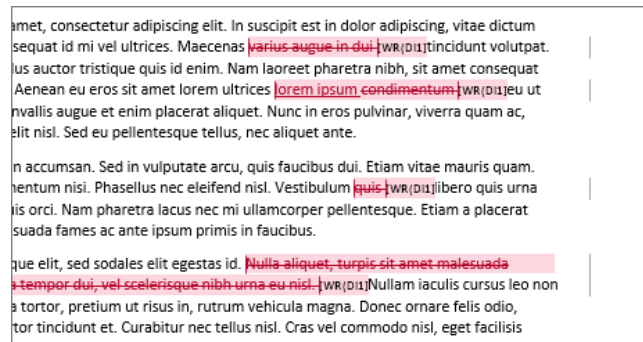 amet, consectetur adipiscing elit. In suscipit est in dolor adipiscing, vitae dictum
sequat id mi vel ultrices. Maecenas varius augue in dui [WR(DI1]tincidunt volutpat.
lus auctor tristique quis id enim. Nam laoreet pharetra nibh, sit amet consequat
Aenean eu eros sit amet lorem ultrices lorem ipsum condimentum [WR(DI1]eu ut
nvallis augue et enim placerat aliquet. Nunc in eros pulvinar, viverra quam ac,
elit nisl. Sed eu pellentesque tellus, nec aliquet ante.
n accumsan. Sed in vulputate arcu, quis faucibus dui. Etiam vitae mauris quam.
mentum nisi. Phasellus nec eleifend nisl. Vestibulum quis [WR(DI1]libero quis urna
is orci. Nam pharetra lacus nec mi ullamcorper pellentesque. Etiam a placerat
suada fames ac ante ipsum primis in faucibus.
que elit, sed sodales elit egestas id. Nulla aliquet, turpis sit amet malesuada
a tempor dui, vel scelerisque nibh urna eu nisl. [WR(DI1]Nullam iaculis cursus leo non
a tortor, pretium ut risus in, rutrum vehicula magna. Donec ornare felis odio,
tor tincidunt et. Curabitur nec tellus nisl. Cras vel commodo nisl, eget facilisis